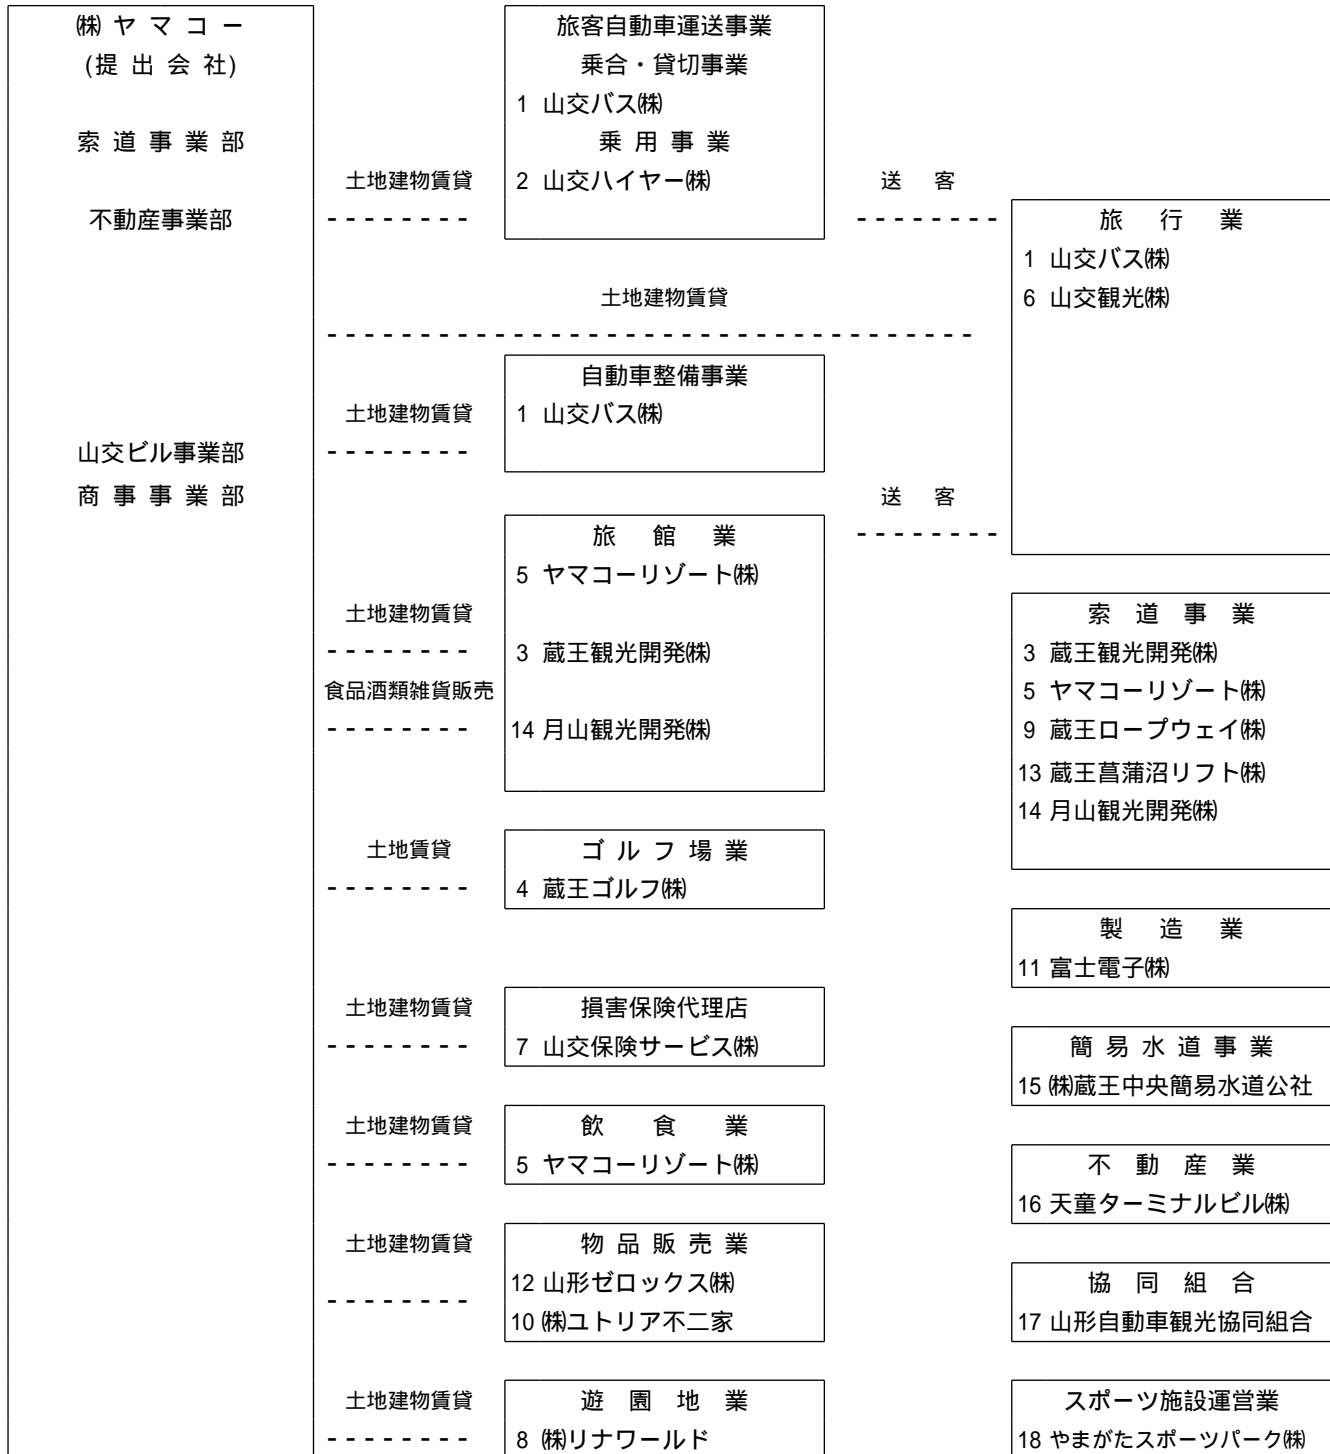 ㈱ ヤ マ コ ー
(提 出 会 社)
索 道 事 業 部
不動産事業部
山交ビル事業部
商 事 事 業 部
旅客自動車運送事業
乗合・貸切事業
1 山交バス㈱
乗 用 事 業
土地建物賃貸
2 山交ハイヤー㈱
送 客
旅 行 業
1 山交バス㈱
6 山交観光㈱
土地建物賃貸
自動車整備事業
土地建物賃貸
1 山交バス㈱
送 客
旅 館 業
5 ヤマコーリゾート㈱
土地建物賃貸
3 蔵王観光開発㈱
食品酒類雑貨販売
14 月山観光開発㈱
索 道 事 業
3 蔵王観光開発㈱
5 ヤマコーリゾート㈱
9 蔵王ロープウェイ㈱
13 蔵王菖蒲沼リフト㈱
14 月山観光開発㈱
土地賃貸
ゴ ル フ 場 業
4 蔵王ゴルフ㈱
製 造 業
11 富士電子㈱
土地建物賃貸
損害保険代理店
7 山交保険サービス㈱
簡 易 水 道 事 業
15 ㈱蔵王中央簡易水道公社
土地建物賃貸
飲 食 業
5 ヤマコーリゾート㈱
不 動 産 業
16 天童ターミナルビル㈱
土地建物賃貸
物 品 販 売 業
12 山形ゼロックス㈱
10 ㈱ユトリア不二家
協 同 組 合
17 山形自動車観光協同組合
土地建物賃貸
遊 園 地 業
8 ㈱リナワールド
スポーツ施設運営業
18 やまがたスポーツパーク㈱